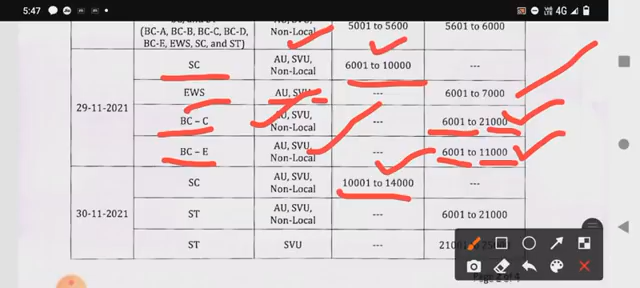 5:47
4G
(BC-A, BC-B, BC-C, BC-D, BC-E, EWS, SC, and ST)
AU, SVU, Non-Local
5001 to 5600
5601 to 6000
29-11-2021
SC
AU, SVU, Non-Local
6001 to 10000
---
EWS
AU, SVU
---
6001 to 7000
BC – C
AU, SVU, Non-Local
---
6001 to 21000
BC – E
AU, SVU, Non-Local
---
6001 to 11000
30-11-2021
SC
AU, SVU, Non-Local
10001 to 14000
---
ST
AU, SVU, Non-Local
---
6001 to 21000
ST
SVU
---